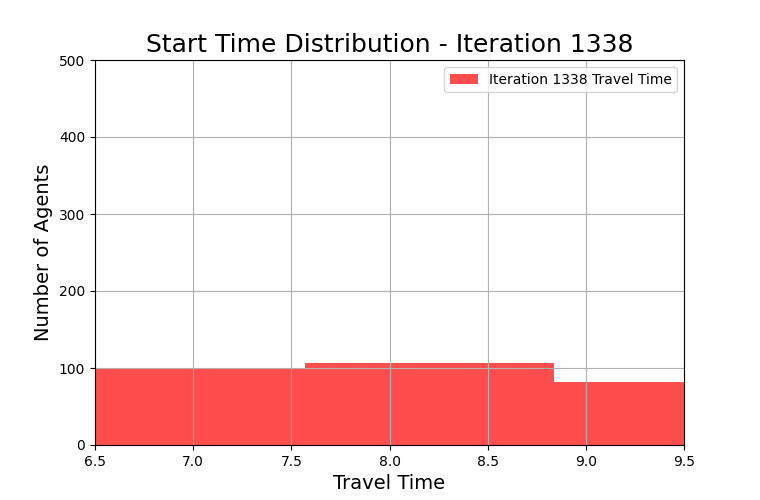 Start Time Distribution - Iteration 1338
500
Iteration 1338 Travel Time
400
300
200
100
0
Number of Agents
6.5 7.0 7.5 8.0 8.5 9.0 9.5
Travel Time